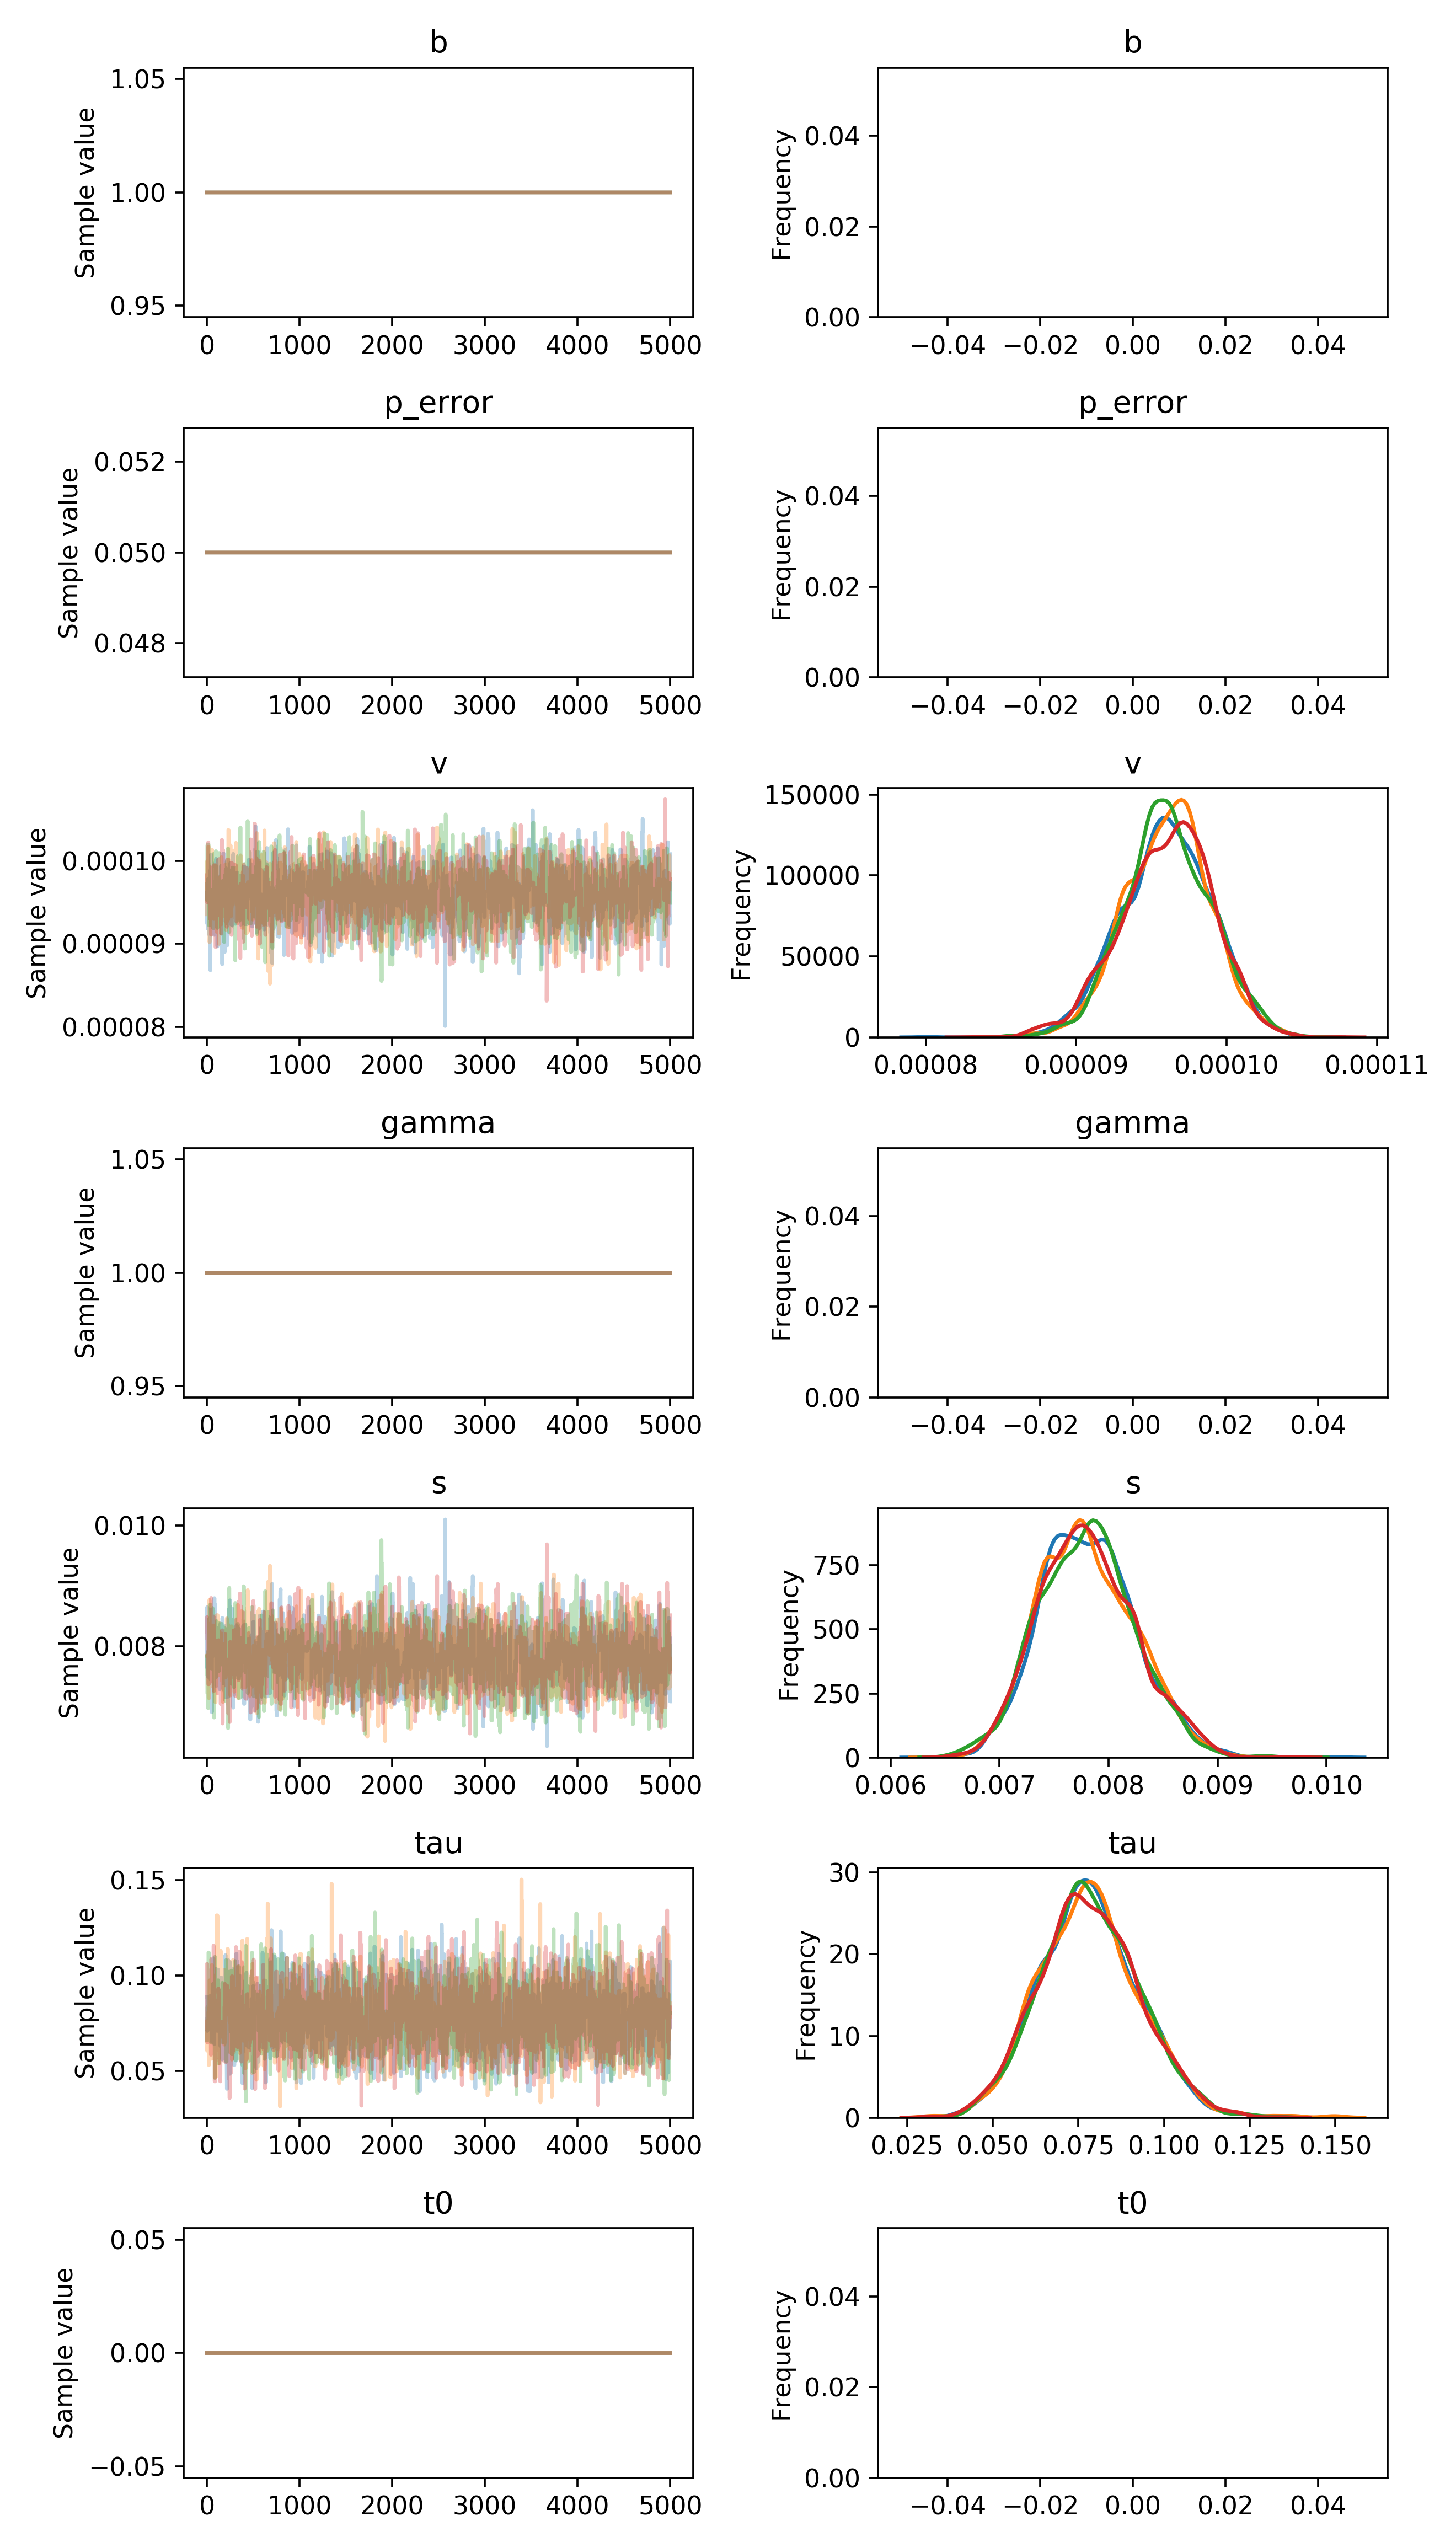 b
b
1.05
1.00
0.95
Sample value
0 1000 2000 3000 4000 5000
0.04
0.02
0.00
Frequency
−0.04 −0.02 0.00 0.02 0.04
p_error
p_error
0.052
0.050
0.048
Sample value
0 1000 2000 3000 4000 5000
0.04
0.02
0.00
Frequency
−0.04 −0.02 0.00 0.02 0.04
v
v
0.00010
0.00009
0.00008
Sample value
0 1000 2000 3000 4000 5000
150000
100000
50000
0
Frequency
0.00008 0.00009 0.00010 0.00011
gamma
gamma
1.05
1.00
0.95
Sample value
0 1000 2000 3000 4000 5000
0.04
0.02
0.00
Frequency
−0.04 −0.02 0.00 0.02 0.04
s
s
0.010
0.008
Sample value
0 1000 2000 3000 4000 5000
750
500
250
0
Frequency
0.006 0.007 0.008 0.009 0.010
tau
tau
0.15
0.10
0.05
Sample value
0 1000 2000 3000 4000 5000
30
20
10
0
Frequency
0.025 0.050 0.075 0.100 0.125 0.150
t0
t0
0.05
0.00
−0.05
Sample value
0 1000 2000 3000 4000 5000
0.04
0.02
0.00
Frequency
−0.04 −0.02 0.00 0.02 0.04